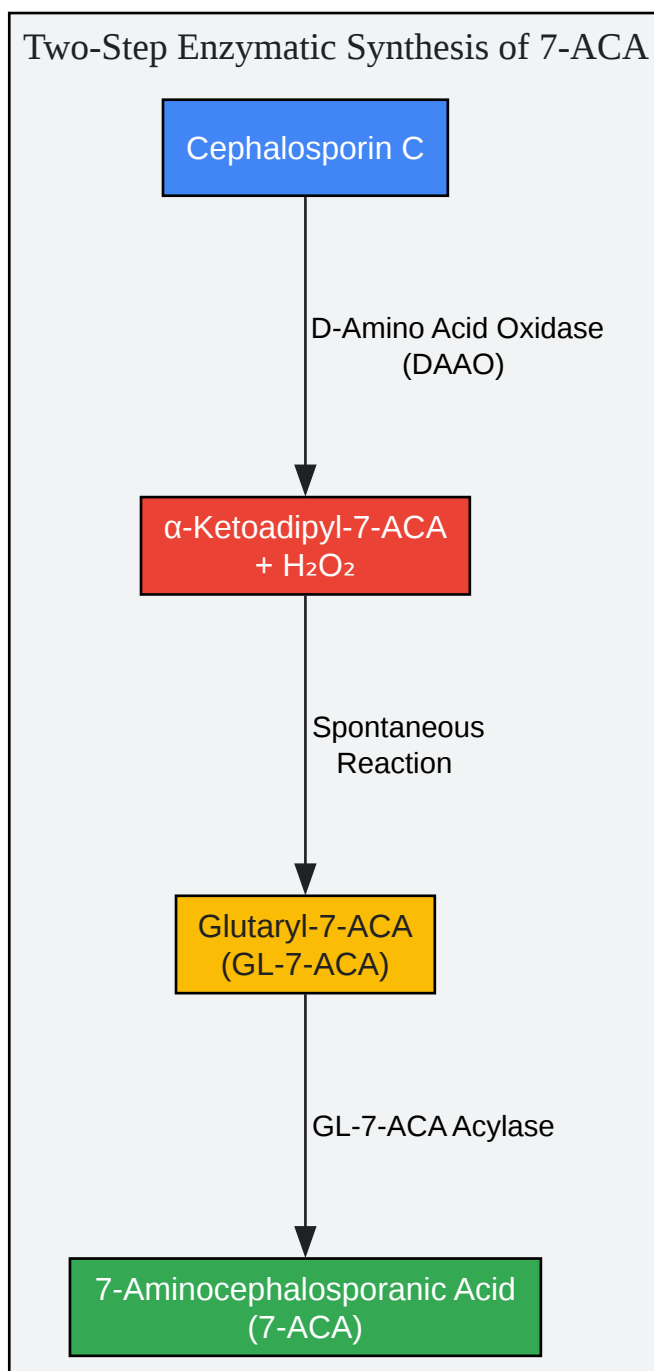 Two-Step Enzymatic Synthesis of 7-ACA
Cephalosporin C
D-Amino Acid Oxidase
(DAAO)
α-Ketoadipyl-7-ACA
+ H₂O₂
Spontaneous
Reaction
Glutaryl-7-ACA
(GL-7-ACA)
GL-7-ACA Acylase
7-Aminocephalosporanic Acid
(7-ACA)